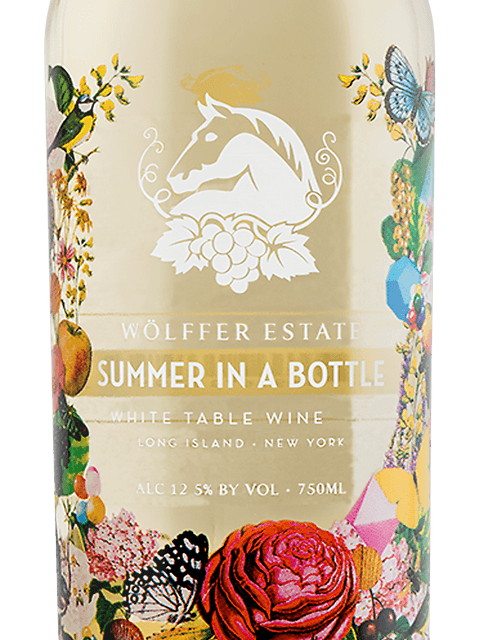 WÖLFFER ESTATE
SUMMER IN A BOTTLE
WHITE TABLE WINE
LONG ISLAND • NEW YORK
ALC 12 5% BY VOL • 750ML